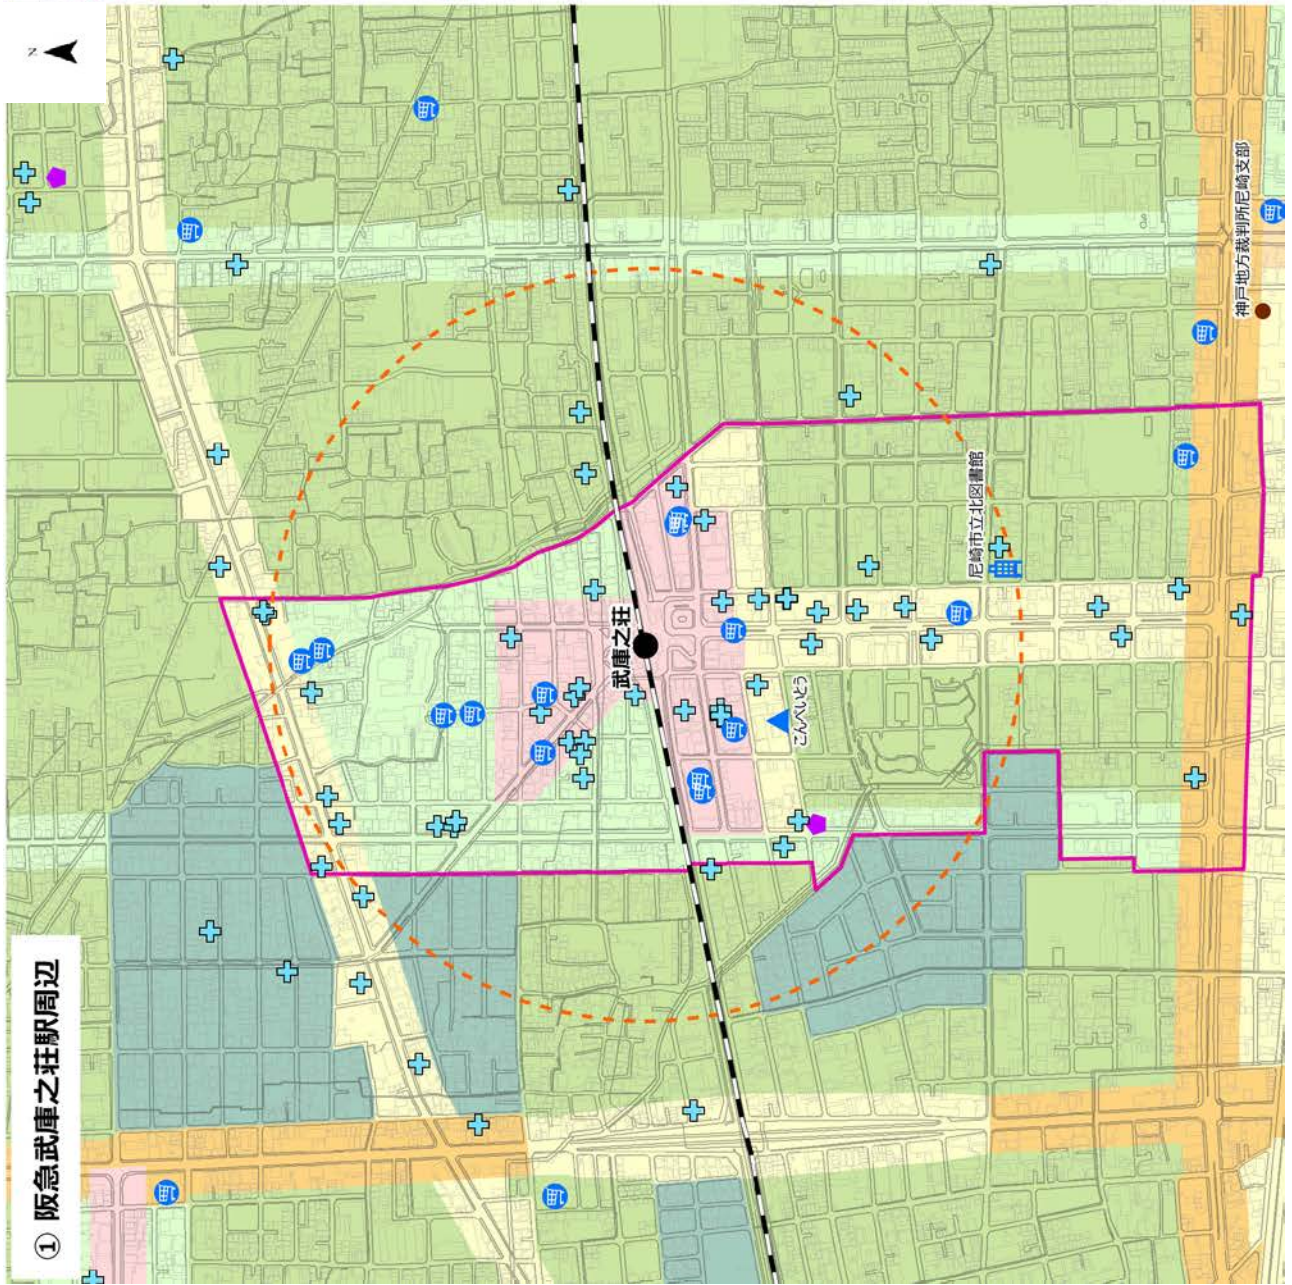 ① 阪急武庫之荘駅周辺
N
武庫之荘
こんぺいとう
尼崎市立北図書館
神戸地方裁判所尼崎支部